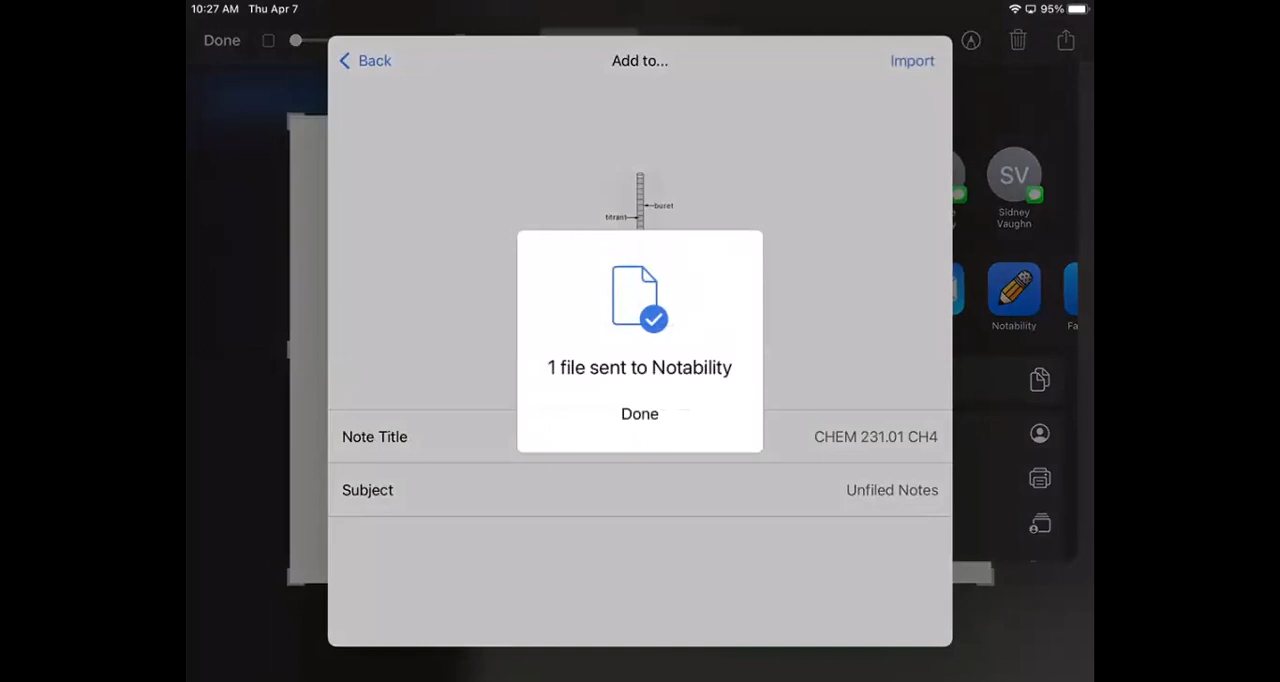 10:27 AM Thu Apr 7
95%
Done
Back
Add to...
Import
buret
titrant
SV
Sidney
Vaughn
1 file sent to Notability
Done
Notability
Fa
Note Title
CHEM 231.01 CH4
Subject
Unfiled Notes